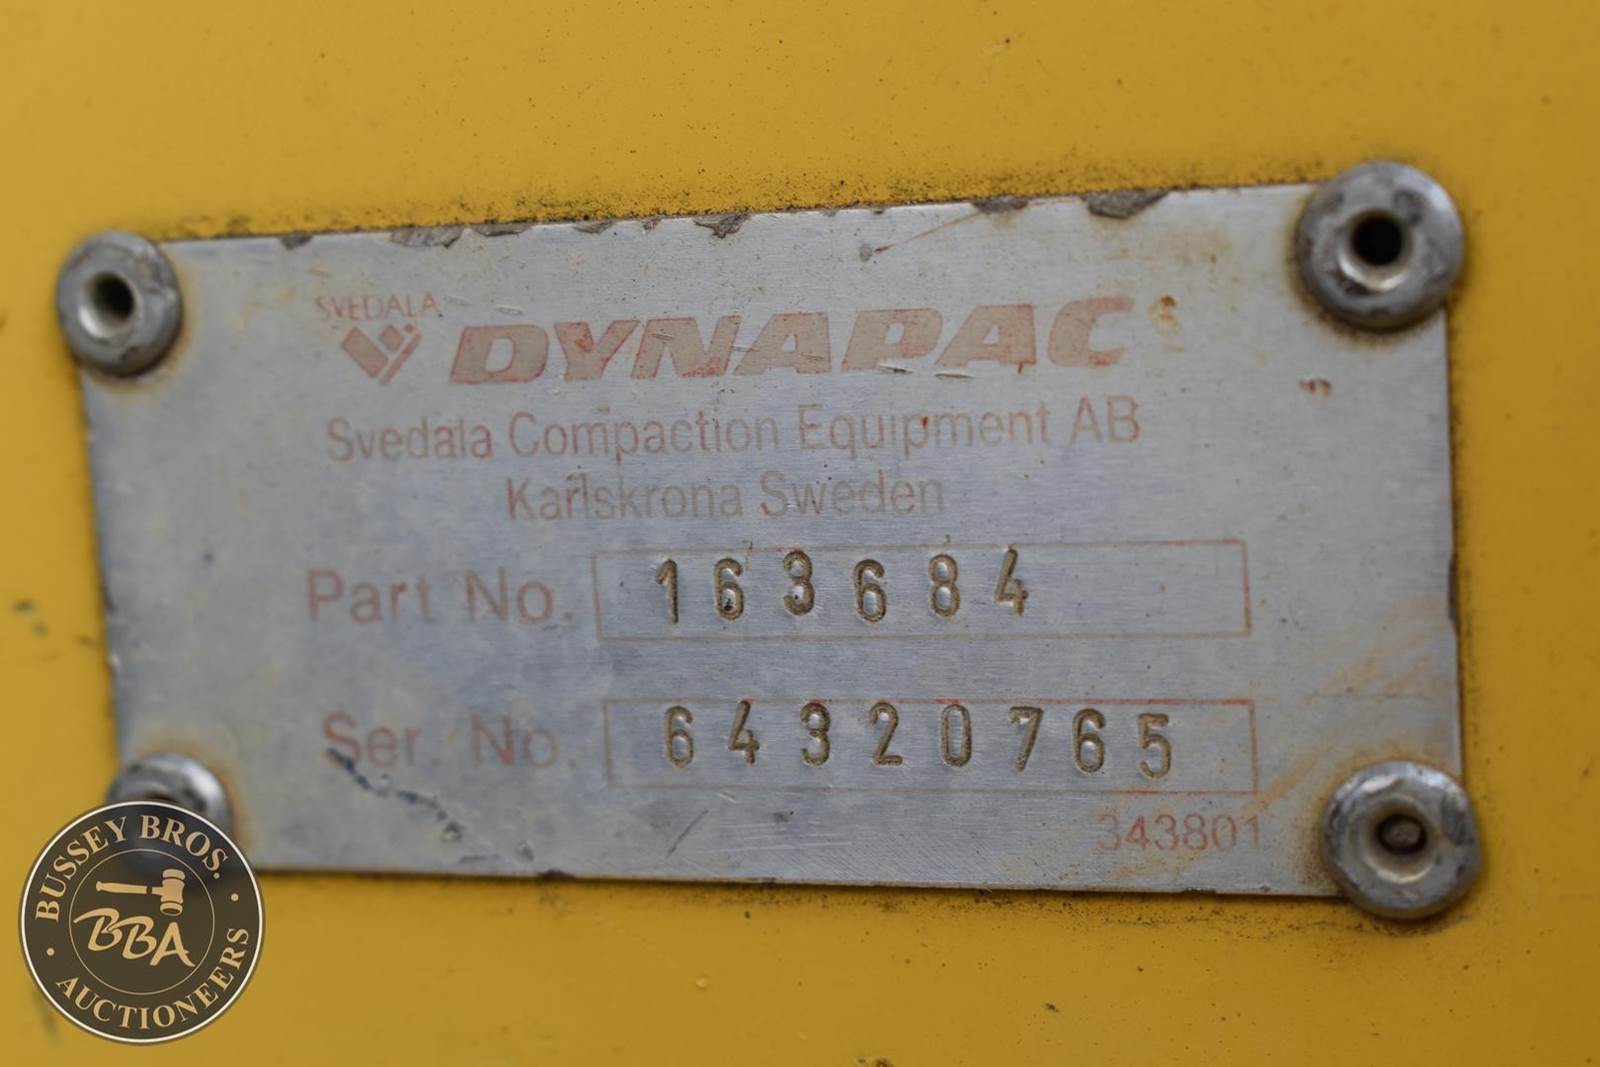 SVEDALA
DYNAPAC
Svedala Compaction Equipment AB
Karlskrona Sweden
Part No. 163684
Ser. No. 64320765
343801
BUSSEY BROS.
BBA
AUCTIONEERS